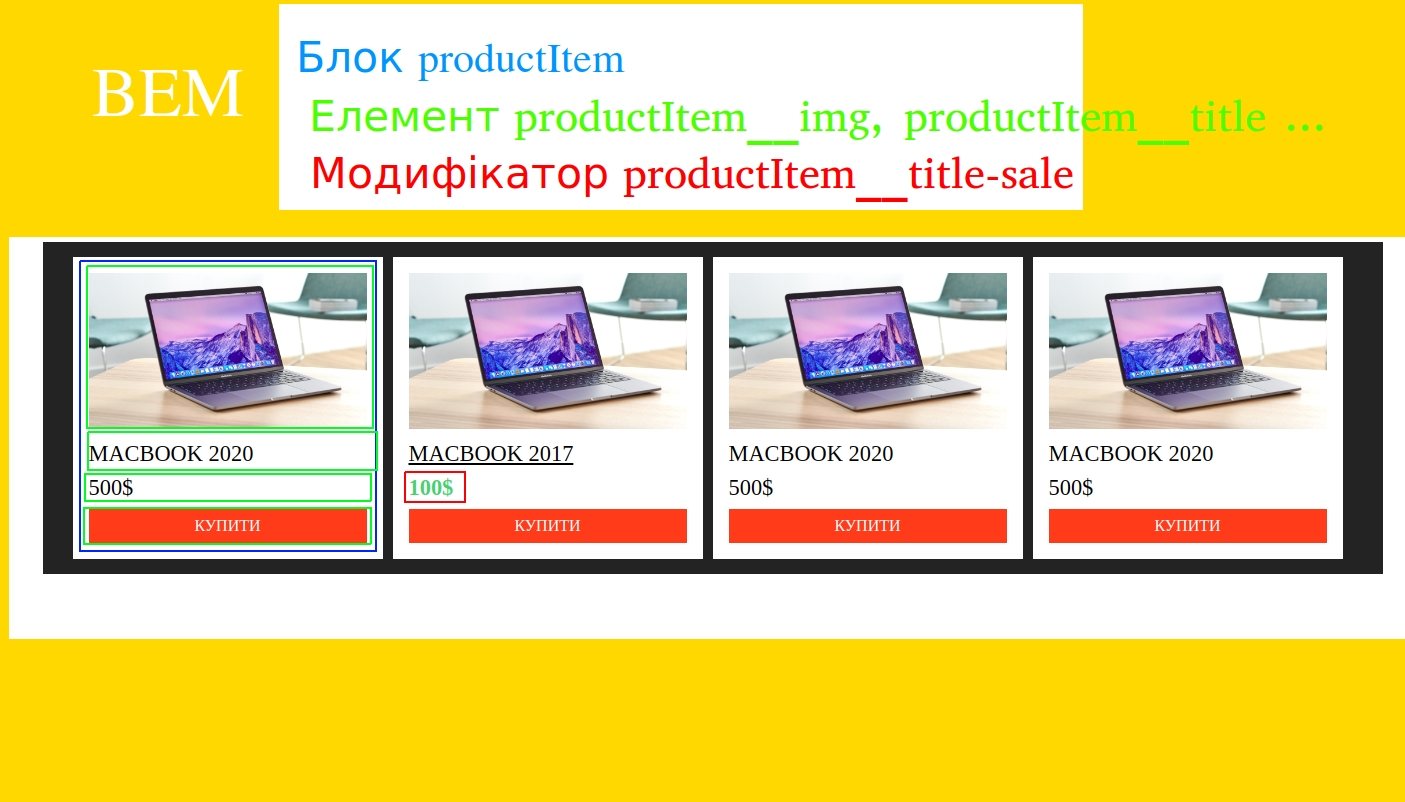 BEM
Блок productItem
Елемент productItem__img, productItem__title ...
Модифікатор productItem__title-sale
MACBOOK 2020
500$
КУПИТИ
MACBOOK 2017
100$
КУПИТИ
MACBOOK 2020
500$
КУПИТИ
MACBOOK 2020
500$
КУПИТИ